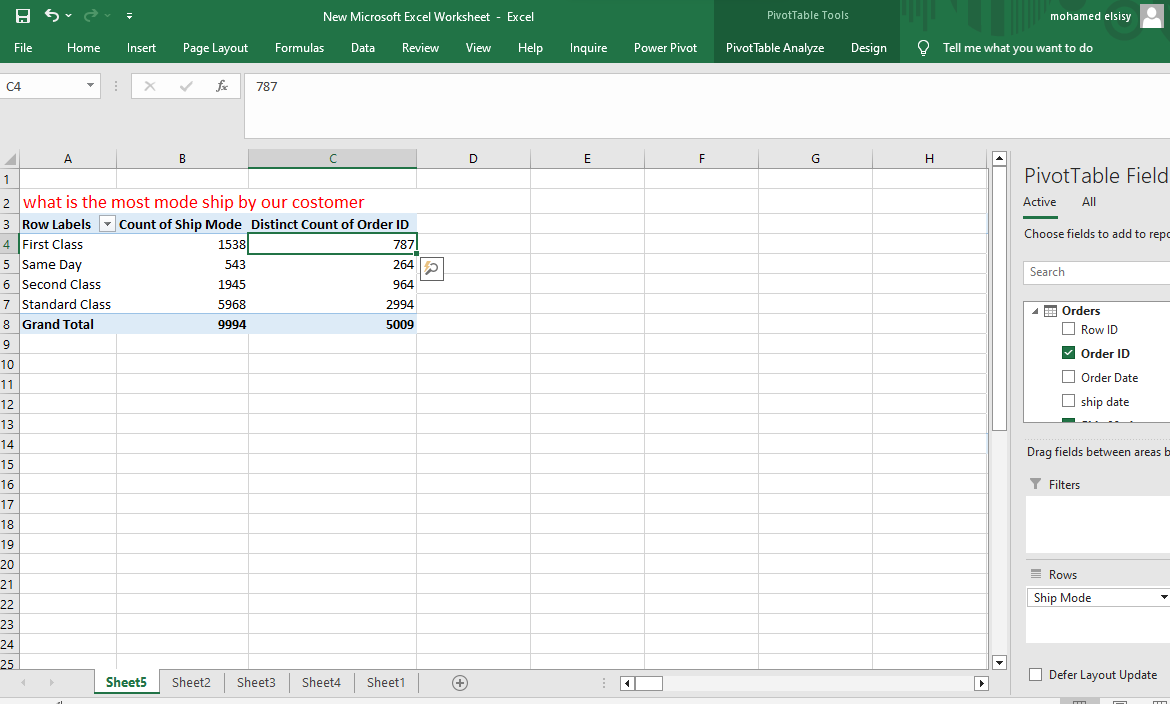 New Microsoft Excel Worksheet - Excel
PivotTable Tools
mohamed elsisy
File Home Insert Page Layout Formulas Data Review View Help Inquire Power Pivot PivotTable Analyze Design Tell me what you want to do
C4 fx 787
A B C D E F G H
1
2 what is the most mode ship by our costomer
3 Row Labels Count of Ship Mode Distinct Count of Order ID
4 First Class 1538 787
5 Same Day 543 264
6 Second Class 1945 964
7 Standard Class 5968 2994
8 Grand Total 9994 5009
9
10
11
12
13
14
15
16
17
18
19
20
21
22
23
24
25
PivotTable Field
Active All
Choose fields to add to repo
Search
Orders
Row ID
Order ID
Order Date
ship date
Drag fields between areas b
Filters
Rows
Ship Mode
Defer Layout Update
Sheet5 Sheet2 Sheet3 Sheet4 Sheet1